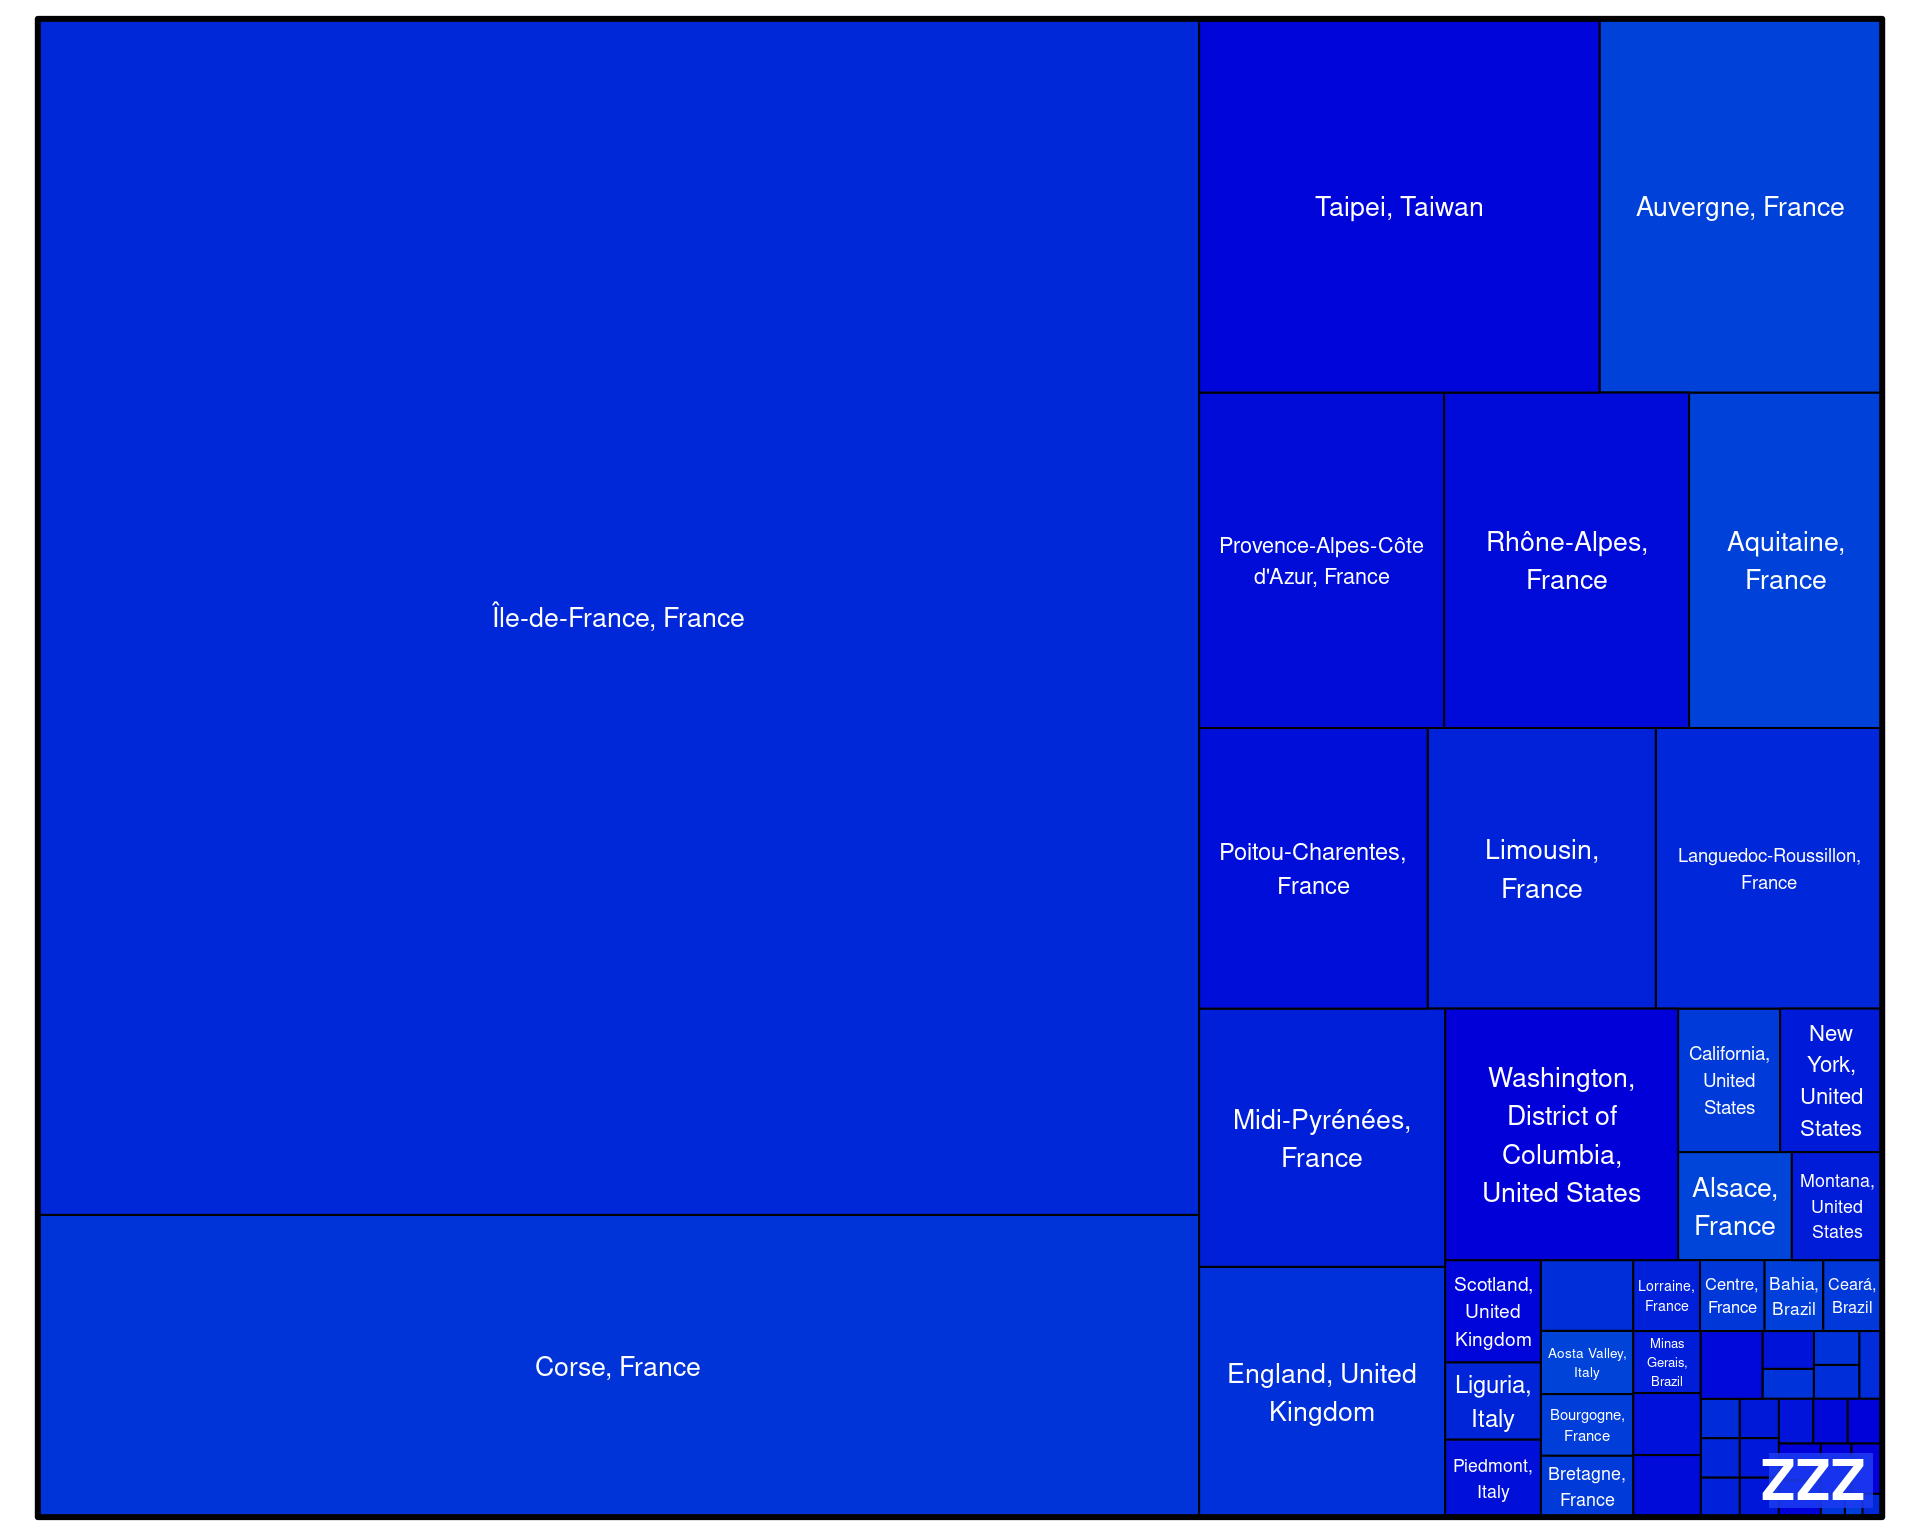 Île-de-France, France
Corse, France
Taipei, Taiwan
Auvergne, France
Provence-Alpes-Côte
d'Azur, France
Rhône-Alpes,
France
Aquitaine,
France
Poitou-Charentes,
France
Limousin,
France
Languedoc-Roussillon,
France
Midi-Pyrénées,
France
England, United
Kingdom
Washington,
District of
Columbia,
United States
California,
United
States
New
York,
United
States
Alsace,
France
Montana,
United
States
Scotland,
United
Kingdom
Liguria,
Italy
Piedmont,
Italy
Aosta Valley,
Italy
Bourgogne,
France
Bretagne,
France
Lorraine,
France
Minas
Gerais,
Brazil
Centre,
France
Bahia,
Brazil
Ceará,
Brazil
ZZZ